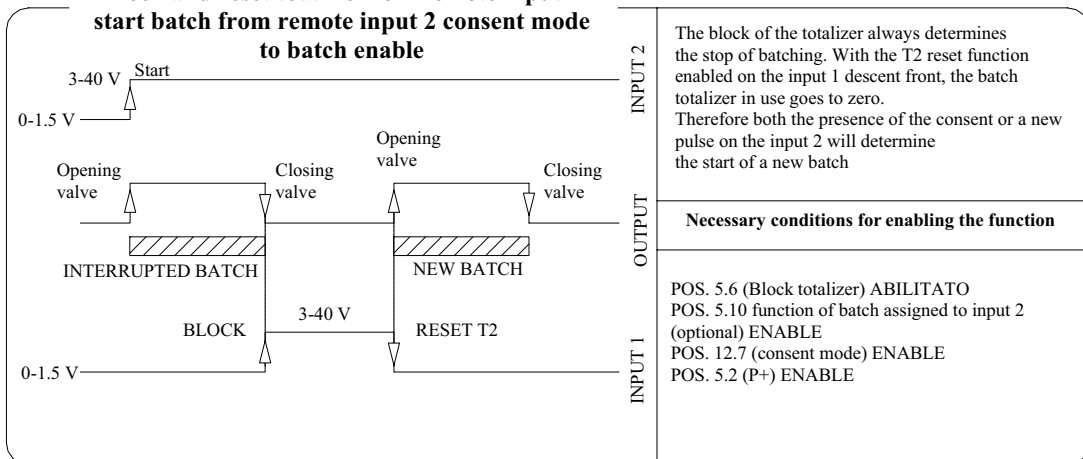 start batch from remote input 2 consent mode
to batch enable
3-40 V
Start
0-1.5 V
INPUT 2
Opening
valve
Closing
valve
Opening
valve
Closing
valve
OUTPUT
INTERRUPTED BATCH
NEW BATCH
3-40 V
BLOCK
RESET T2
0-1.5 V
INPUT 1
The block of the totalizer always determines
the stop of batching. With the T2 reset function
enabled on the input 1 descent front, the batch
totalizer in use goes to zero.
Therefore both the presence of the consent or a new
pulse on the input 2 will determine
the start of a new batch
Necessary conditions for enabling the function
POS. 5.6 (Block totalizer) ABILITATO
POS. 5.10 function of batch assigned to input 2
(optional) ENABLE
POS. 12.7 (consent mode) ENABLE
POS. 5.2 (P+) ENABLE